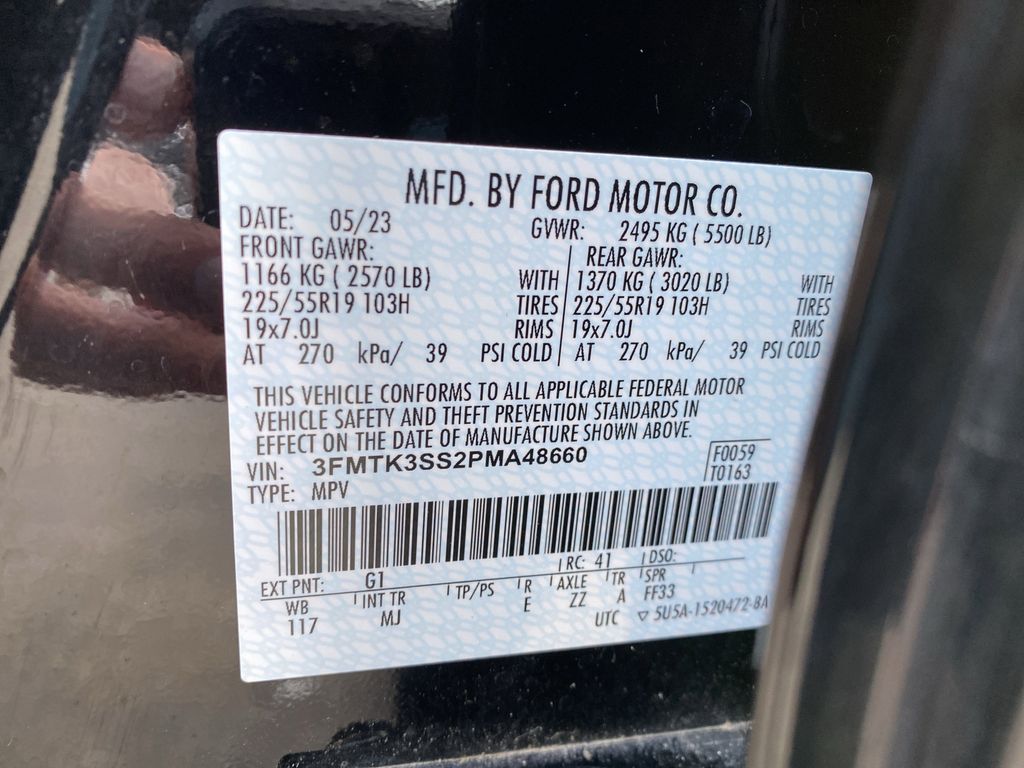 MFD. BY FORD MOTOR CO.
DATE: 05/23 GVWR: 2495 KG ( 5500 LB)
FRONT GAWR: REAR GAWR:
1166 KG ( 2570 LB) WITH 1370 KG ( 3020 LB) WITH
225/55R19 103H TIRES 225/55R19 103H TIRES
19x7.0J RIMS 19x7.0J RIMS
AT 270 kPa/ 39 PSI COLD AT 270 kPa/ 39 PSI COLD
THIS VEHICLE CONFORMS TO ALL APPLICABLE FEDERAL MOTOR
VEHICLE SAFETY AND THEFT PREVENTION STANDARDS IN
EFFECT ON THE DATE OF MANUFACTURE SHOWN ABOVE.
VIN: 3FMTK3SS2PMA48660 F0059
TYPE: MPV T0163
EXT PNT: G1 RC: 41 DSO:
WB INT TR TP/PS R AXLE TR SPR
117 MJ E ZZ A FF33
UTC ▽ 5U5A-1520472-BA